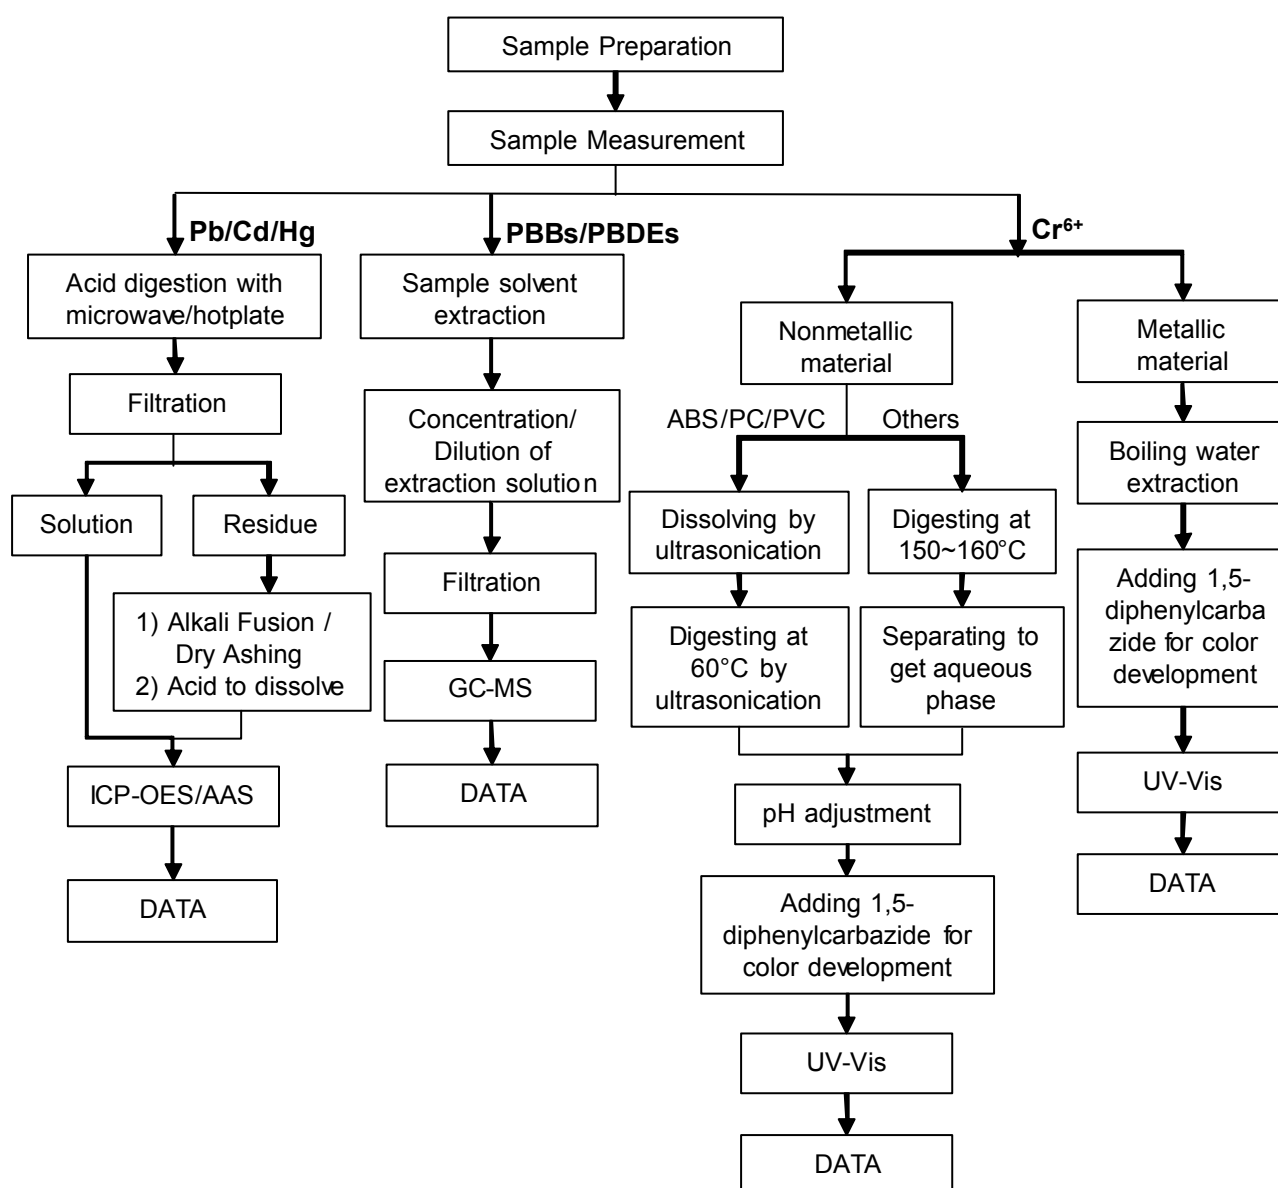 Sample Preparation
Sample Measurement
Pb/Cd/Hg
PBBs/PBDEs
Cr⁶⁺
Acid digestion with
microwave/hotplate
Filtration
Solution
Residue
1) Alkali Fusion /
Dry Ashing
2) Acid to dissolve
ICP-OES/AAS
DATA
Sample solvent
extraction
Concentration/
Dilution of
extraction solution
Filtration
GC-MS
DATA
Nonmetallic
material
ABS/PC/PVC
Others
Dissolving by
ultrasonication
Digesting at
60°C by
ultrasonication
Digesting at
150~160°C
Separating to
get aqueous
phase
pH adjustment
Adding 1,5-
diphenylcarbazide for
color development
UV-Vis
DATA
Metallic
material
Boiling water
extraction
Adding 1,5-
diphenylcarba
zide for color
development
UV-Vis
DATA